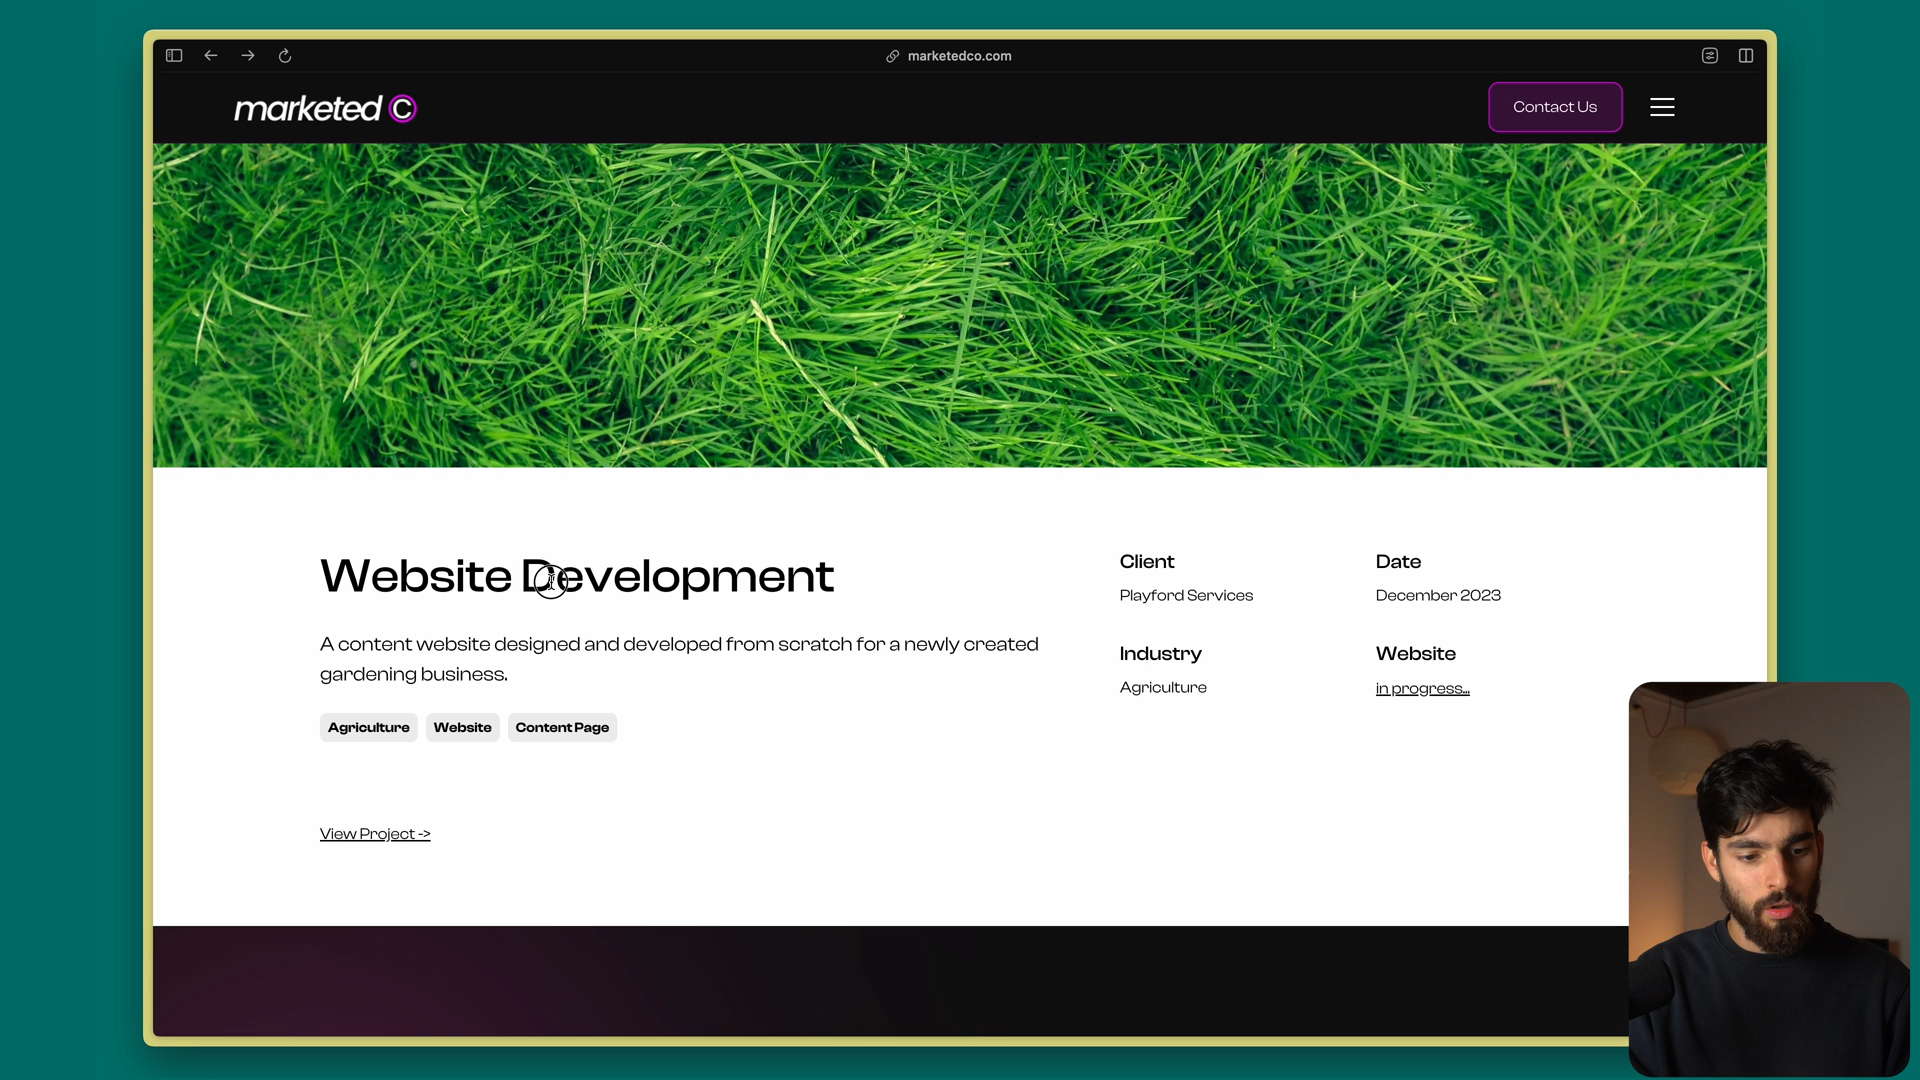 marketedco.com
marketed C
Contact Us
Website Development
A content website designed and developed from scratch for a newly created
gardening business.
Agriculture Website Content Page
View Project ->
Client
Playford Services
Date
December 2023
Industry
Agriculture
Website
in progress...